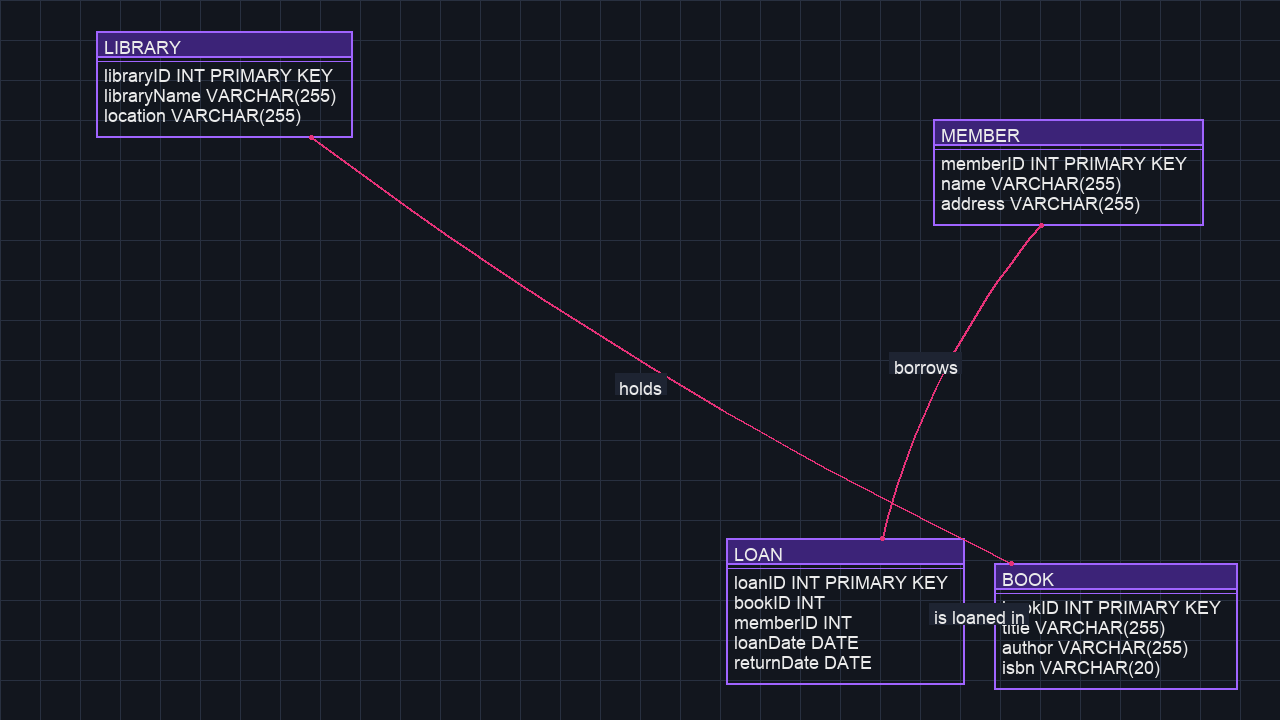 LIBRARY
libraryID INT PRIMARY KEY
libraryName VARCHAR(255)
location VARCHAR(255)
MEMBER
memberID INT PRIMARY KEY
name VARCHAR(255)
address VARCHAR(255)
borrows
holds
LOAN
loanID INT PRIMARY KEY
bookID INT
memberID INT
loanDate DATE
returnDate DATE
is loaned in
BOOK
INT PRIMARY KEY
title VARCHAR(255)
author VARCHAR(255)
isbn VARCHAR(20)